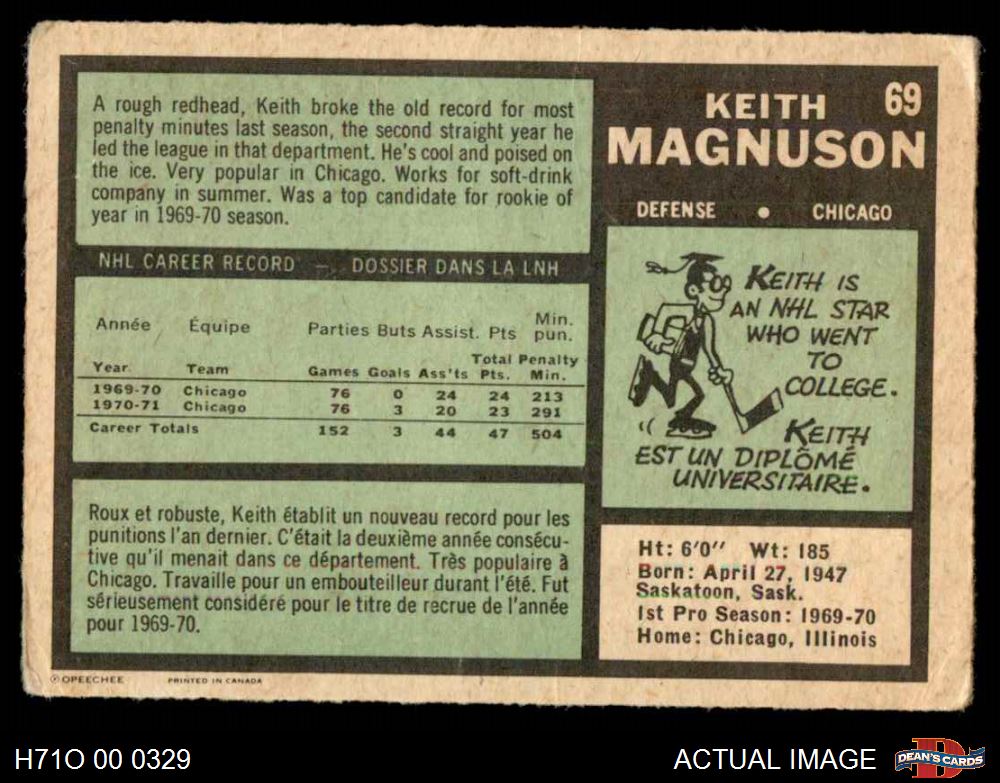 A rough redhead, Keith broke the old record for most
penalty minutes last season, the second straight year he
led the league in that department. He's cool and poised on
the ice. Very popular in Chicago. Works for soft-drink
company in summer. Was a top candidate for rookie of
year in 1969-70 season.
NHL CAREER RECORD — DOSSIER DANS LA LNH
Année Équipe Parties Buts Assist. Pts Min. pun.
Year Team Games Goals Ass'ts Total Pts. Penalty Min.
1969-70 Chicago 76 0 24 24 213
1970-71 Chicago 76 3 20 23 291
Career Totals 152 3 44 47 504
Roux et robuste, Keith établit un nouveau record pour les
punitions l'an dernier. C'était la deuxième année consécu-
tive qu'il menait dans ce département. Très populaire à
Chicago. Travaille pour un embouteilleur durant l'été. Fut
sérieusement considéré pour le titre de recrue de l'année
pour 1969-70.
© OPEECHEE PRINTED IN CANADA
KEITH 69
MAGNUSON
DEFENSE • CHICAGO
KEITH IS
AN NHL STAR
WHO WENT
TO
COLLEGE.
KEITH
EST UN DIPLÔMÉ
UNIVERSITAIRE.
Ht: 6'0" Wt: 185
Born: April 27, 1947
Saskatoon, Sask.
1st Pro Season: 1969-70
Home: Chicago, Illinois
H71O 00 0329
ACTUAL IMAGE
D
DEAN'S CARDS